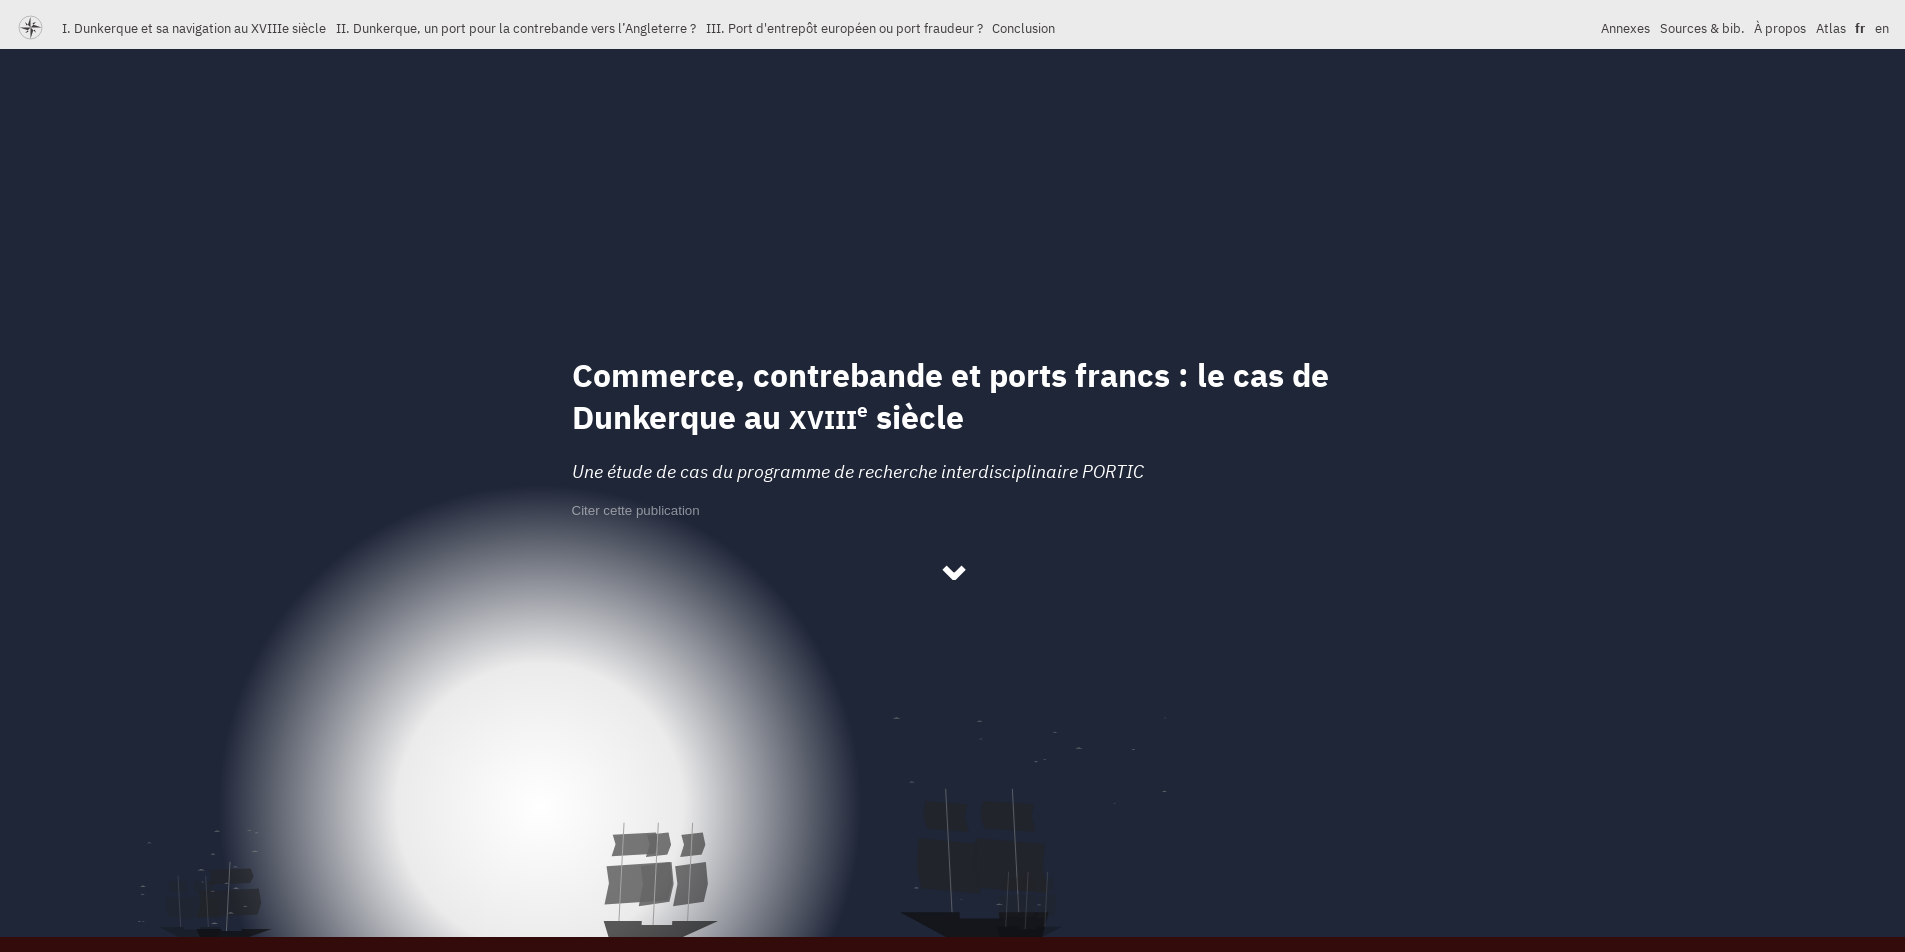 I. Dunkerque et sa navigation au XVIIIe siècle II. Dunkerque, un port pour la contrebande vers l’Angleterre ? III. Port d'entrepôt européen ou port fraudeur ? Conclusion Annexes Sources & bib. À propos Atlas fr en
Commerce, contrebande et ports francs : le cas de
Dunkerque au XVIIIe siècle
Une étude de cas du programme de recherche interdisciplinaire PORTIC
Citer cette publication